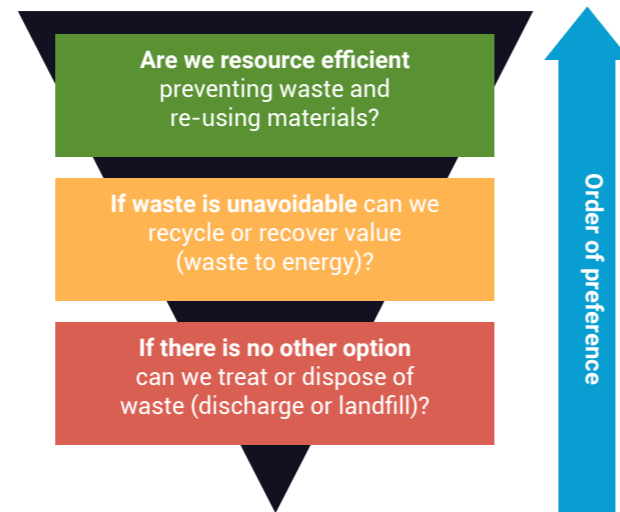 Are we resource efficient
preventing waste and
re-using materials?
If waste is unavoidable can we
recycle or recover value
(waste to energy)?
If there is no other option
can we treat or dispose of
waste (discharge or landfill)?
Order of preference